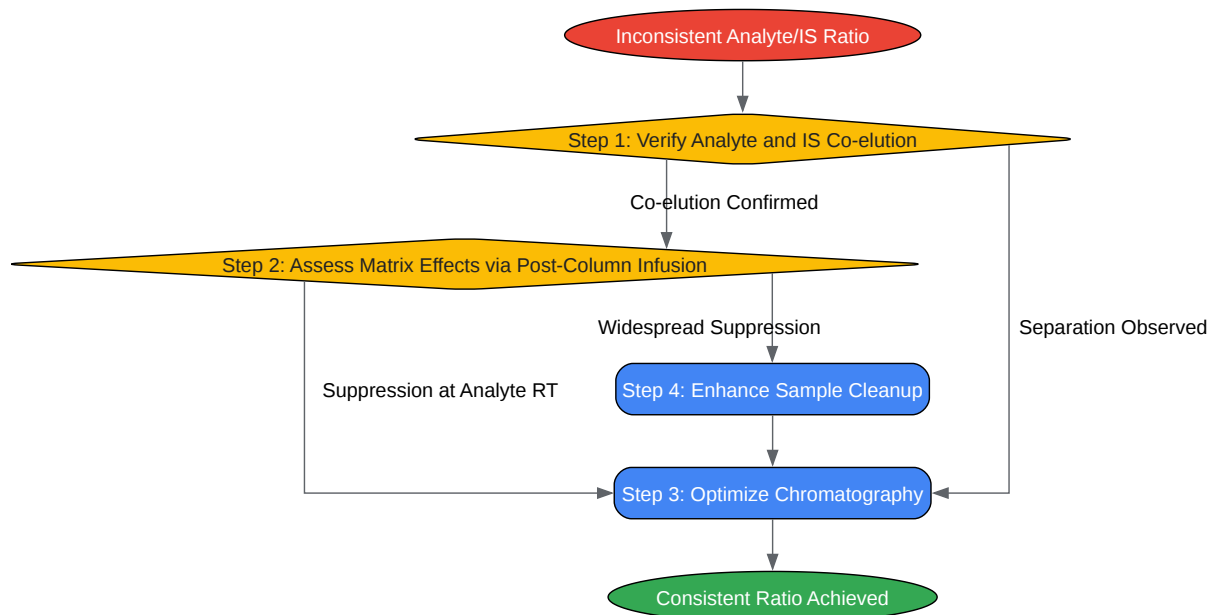 Inconsistent Analyte/IS Ratio
Step 1: Verify Analyte and IS Co-elution
Co-elution Confirmed
Step 2: Assess Matrix Effects via Post-Column Infusion
Widespread Suppression
Separation Observed
Suppression at Analyte RT
Step 4: Enhance Sample Cleanup
Step 3: Optimize Chromatography
Consistent Ratio Achieved